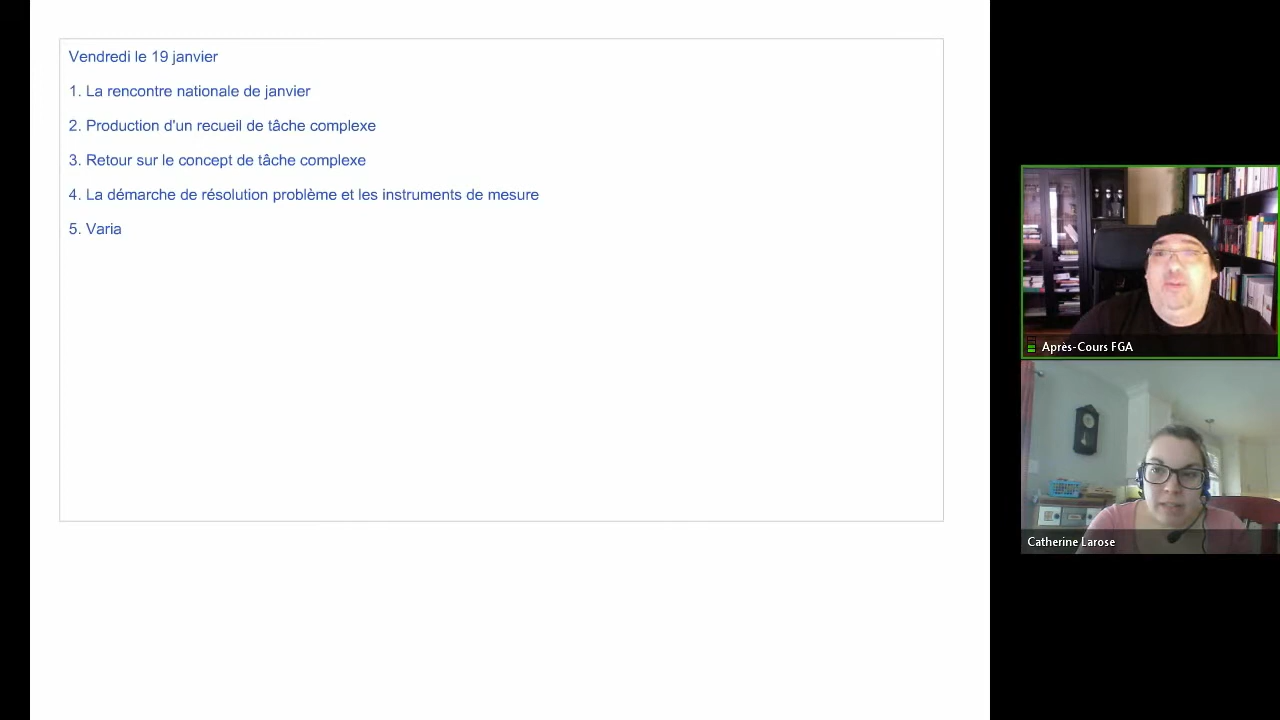 Vendredi le 19 janvier
1. La rencontre nationale de janvier
2. Production d'un recueil de tâche complexe
3. Retour sur le concept de tâche complexe
4. La démarche de résolution problème et les instruments de mesure
5. Varia
Après-Cours FGA
Catherine Larose